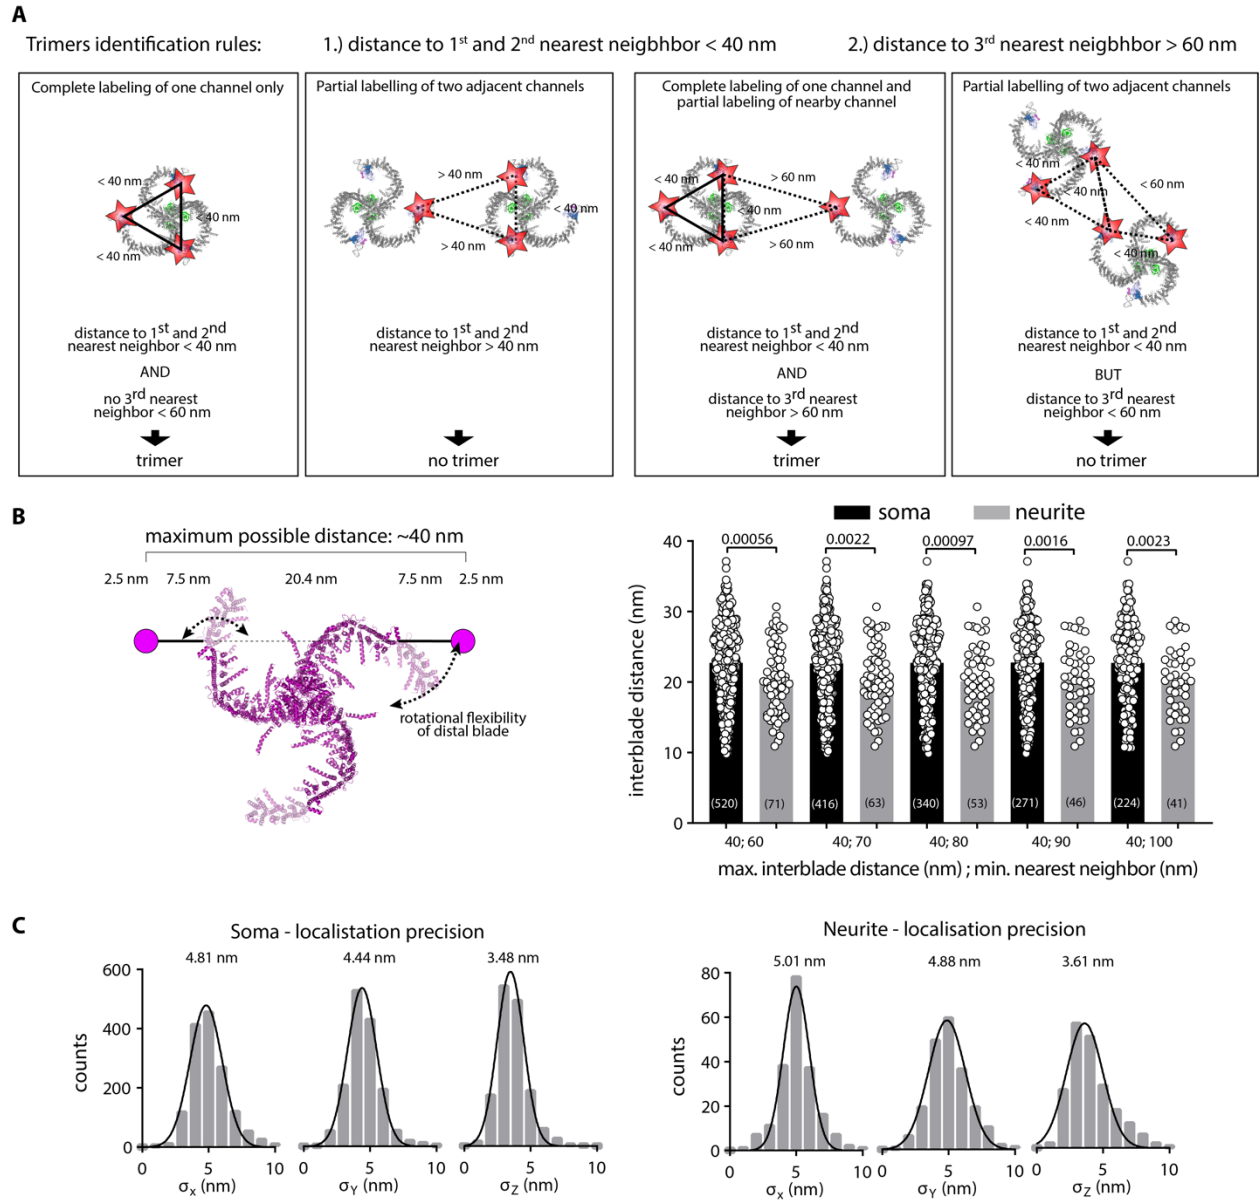 A
Trimers identification rules:
1.) distance to 1st and 2nd nearest neigbhbor < 40 nm
2.) distance to 3rd nearest neigbhbor > 60 nm
Complete labeling of one channel only
< 40 nm
< 40 nm
< 40 nm
distance to 1st and 2nd
nearest neighbor < 40 nm
AND
no 3rd nearest
neighbor < 60 nm
trimer
Partial labelling of two adjacent channels
> 40 nm
< 40 nm
> 40 nm
distance to 1st and 2nd
nearest neighbor > 40 nm
no trimer
Complete labeling of one channel and
partial labeling of nearby channel
< 40 nm
> 60 nm
< 40 nm
< 40 nm
> 60 nm
distance to 1st and 2nd
nearest neighbor < 40 nm
AND
distance to 3rd nearest
neighbor > 60 nm
trimer
Partial labelling of two adjacent channels
< 40 nm
< 60 nm
< 40 nm
< 40 nm
< 40 nm
distance to 1st and 2nd
nearest neighbor < 40 nm
BUT
distance to 3rd nearest
neighbor < 60 nm
no trimer
B
maximum possible distance: ~40 nm
2.5 nm 7.5 nm 20.4 nm 7.5 nm 2.5 nm
rotational flexibility
of distal blade
soma neurite
0.00056 0.0022 0.00097 0.0016 0.0023
interblade distance (nm)
40
30
20
10
0
(520) (71) (416) (63) (340) (53) (271) (46) (224) (41)
40; 60 40; 70 40; 80 40; 90 40; 100
max. interblade distance (nm) ; min. nearest neighbor (nm)
C
Soma - localistation precision
4.81 nm 4.44 nm 3.48 nm
counts
600
400
200
0
0 5 5 10 0 5 10
σx (nm) σY (nm) σZ (nm)
Neurite - localisation precision
5.01 nm 4.88 nm 3.61 nm
counts
80
60
40
20
0
0 5 0 5 0 5 10
σx (nm) σY (nm) σZ (nm)